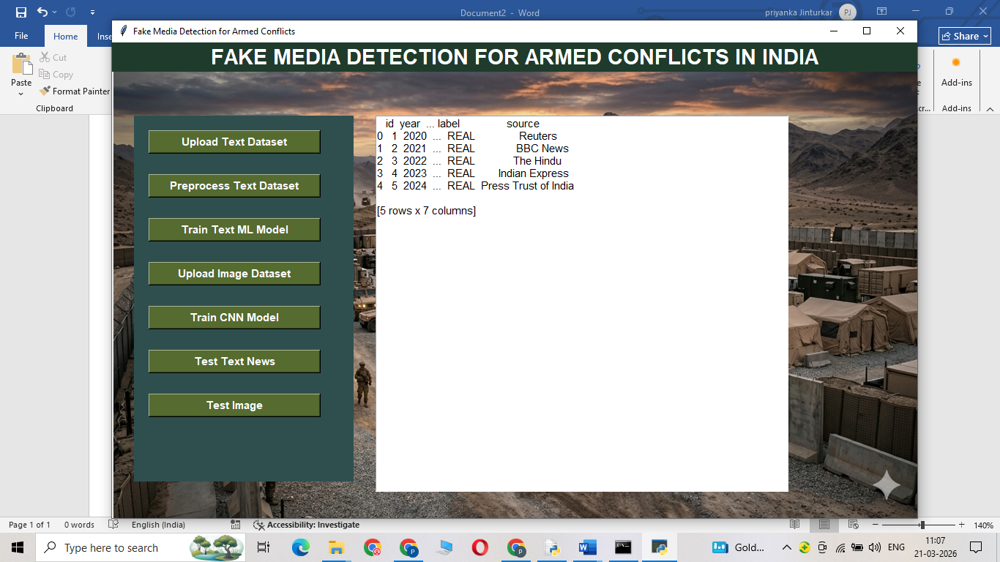 Document2 - Word
priyanka Jinturkar
PJ
File
Home
Inse
Share
Fake Media Detection for Armed Conflicts
FAKE MEDIA DETECTION FOR ARMED CONFLICTS IN INDIA
Paste
Cut
Copy
Format Painter
Clipboard
Add-ins
Add-ins
Upload Text Dataset
Preprocess Text Dataset
Train Text ML Model
Upload Image Dataset
Train CNN Model
Test Text News
Test Image
id year ... label source
0 1 2020 ... REAL Reuters
1 2 2021 ... REAL BBC News
2 3 2022 ... REAL The Hindu
3 4 2023 ... REAL Indian Express
4 5 2024 ... REAL Press Trust of India
[5 rows x 7 columns]
Page 1 of 1 0 words English (India) Accessibility: Investigate 140%
Type here to search
Gold...
ENG
11:07
21-03-2026